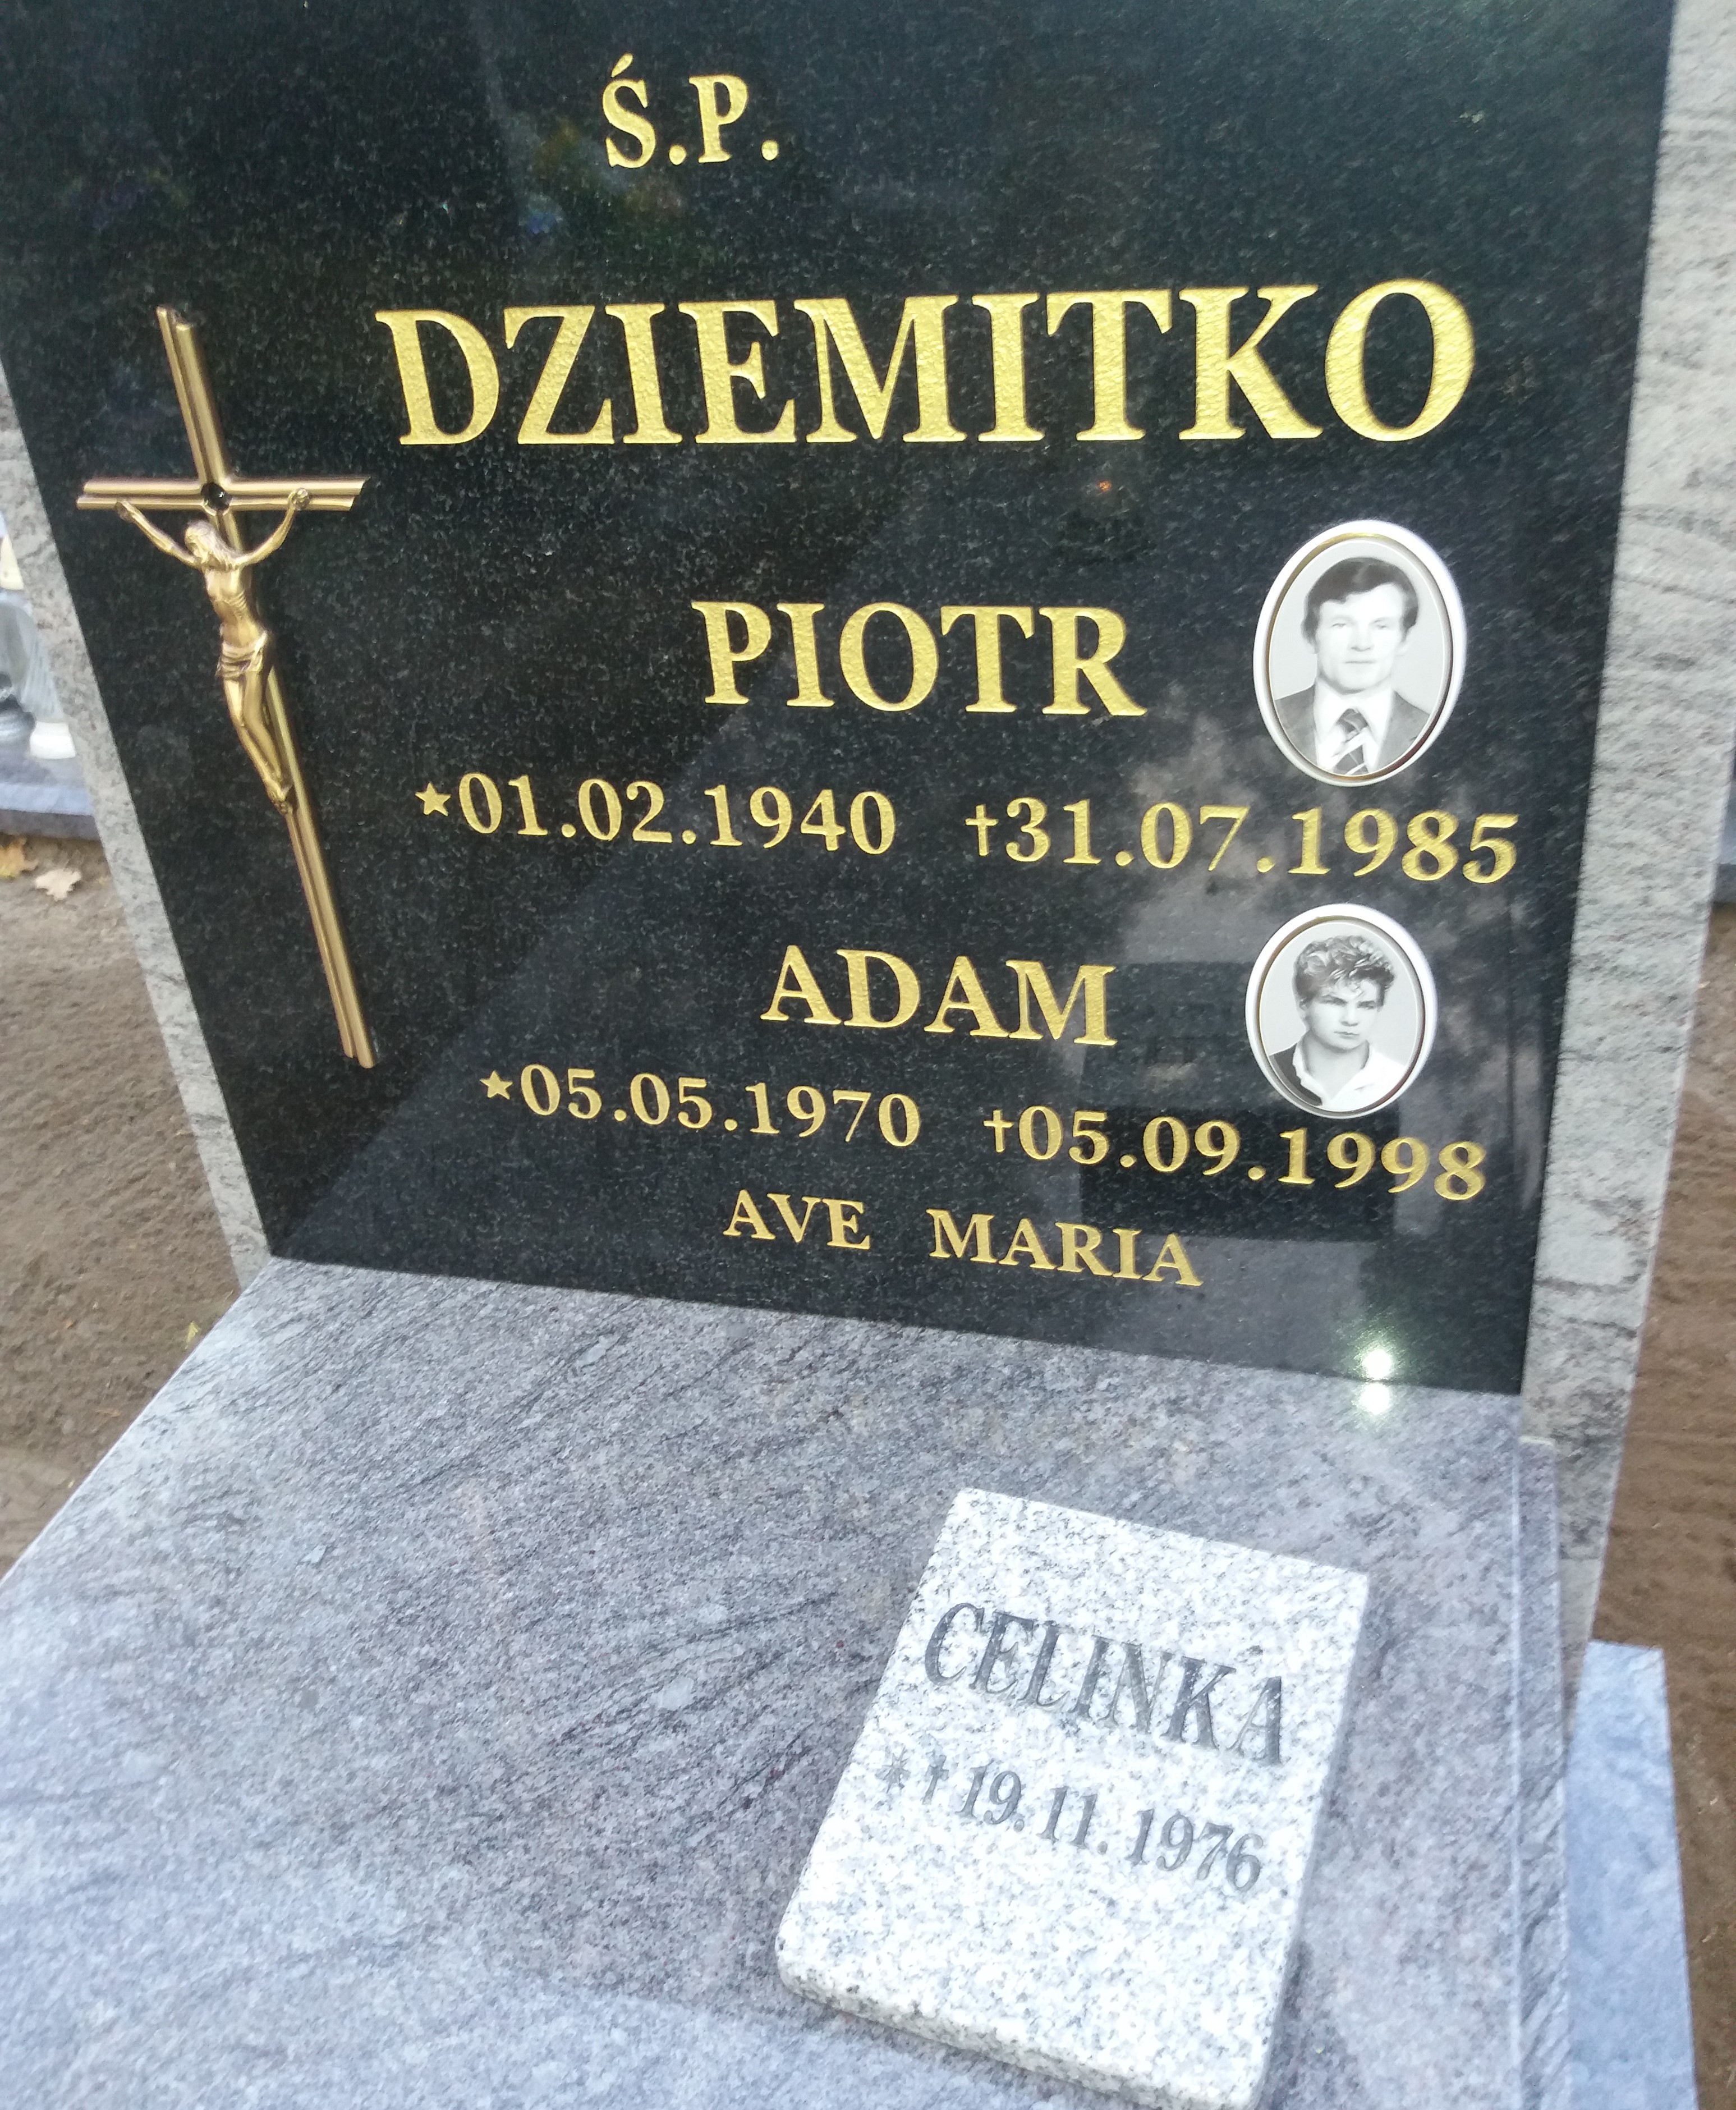 Ś.P.
DZIEMITKO
PIOTR
★01.02.1940 †31.07.1985
ADAM
★05.05.1970 †05.09.1998
AVE MARIA
CELINKA
*† 19.11.1976